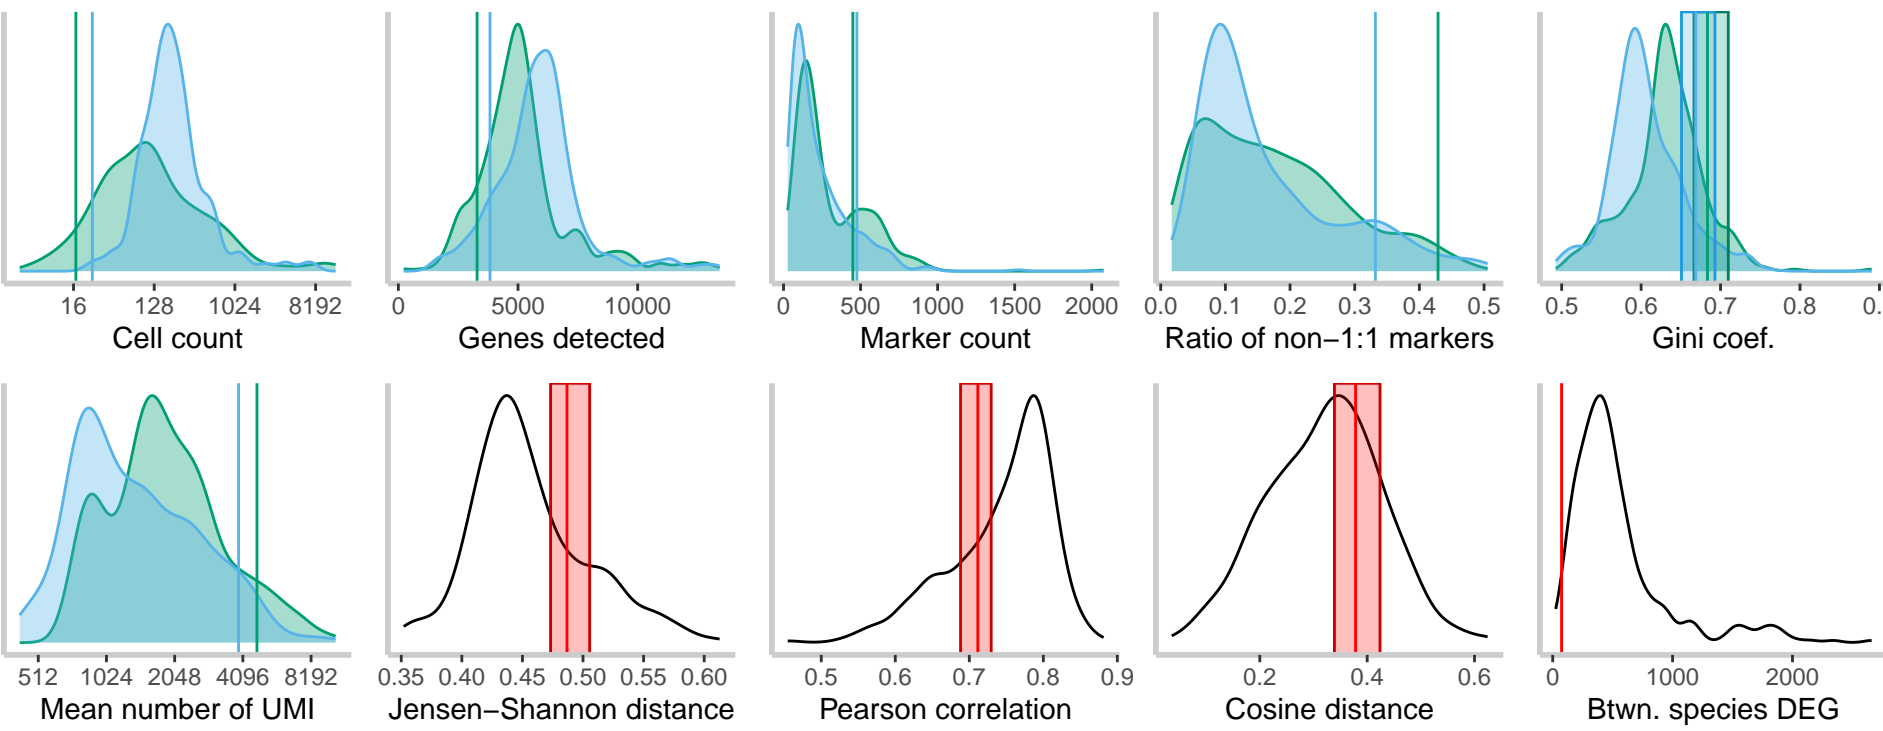 16 128 1024 8192
Cell count
0 5000 10000
Genes detected
0 500 1000 1500 2000
Marker count
0.0 0.1 0.2 0.3 0.4 0.5
Ratio of non−1:1 markers
0.5 0.6 0.7 0.8 0.
Gini coef.
512 1024 2048 4096 8192
Mean number of UMI
0.35 0.40 0.45 0.50 0.55 0.60
Jensen−Shannon distance
0.5 0.6 0.7 0.8 0.9
Pearson correlation
0.2 0.4 0.6
Cosine distance
0 1000 2000
Btwn. species DEG